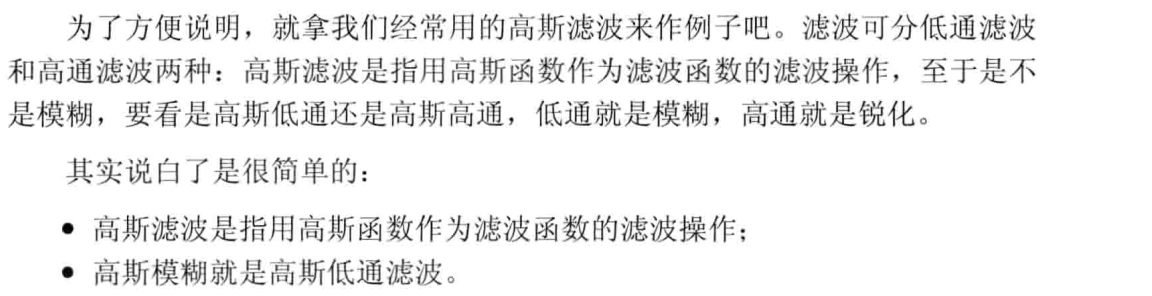 为了方便说明，就拿我们经常用的高斯滤波来作例子吧。滤波可分低通滤波
和高通滤波两种：高斯滤波是指用高斯函数作为滤波函数的滤波操作，至于是不
是模糊，要看是高斯低通还是高斯高通，低通就是模糊，高通就是锐化。
其实说白了是很简单的：
• 高斯滤波是指用高斯函数作为滤波函数的滤波操作；
• 高斯模糊就是高斯低通滤波。